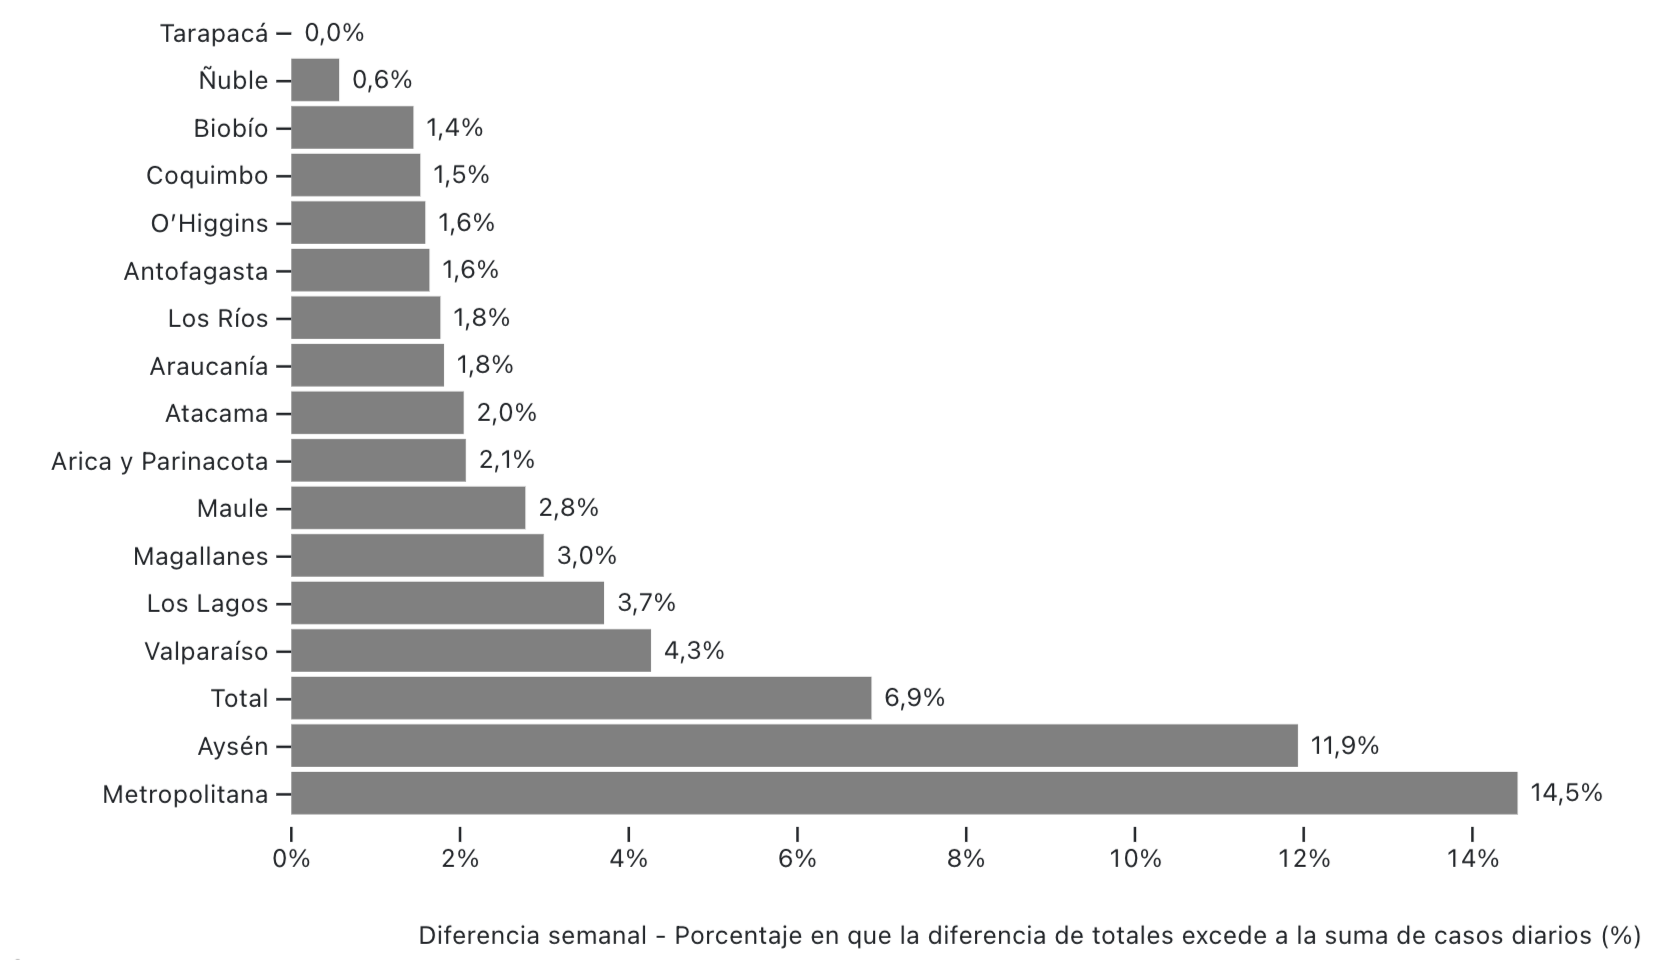 Tarapacá 0,0%
Ñuble 0,6%
Biobío 1,4%
Coquimbo 1,5%
O’Higgins 1,6%
Antofagasta 1,6%
Los Ríos 1,8%
Araucanía 1,8%
Atacama 2,0%
Arica y Parinacota 2,1%
Maule 2,8%
Magallanes 3,0%
Los Lagos 3,7%
Valparaíso 4,3%
Total 6,9%
Aysén 11,9%
Metropolitana 14,5%
0% 2% 4% 6% 8% 10% 12% 14%
Diferencia semanal - Porcentaje en que la diferencia de totales excede a la suma de casos diarios (%)